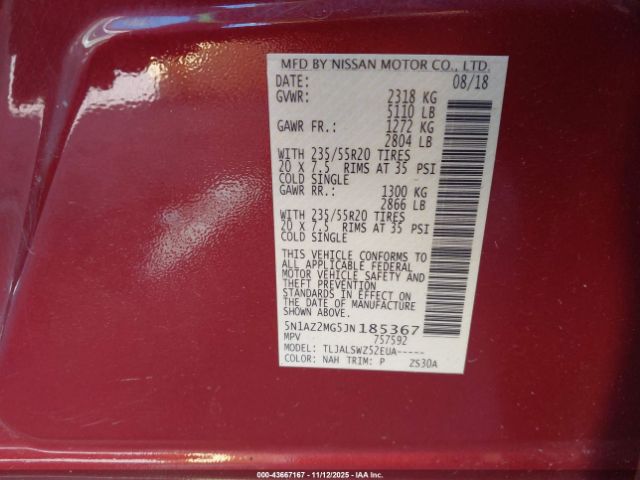 MFD BY NISSAN MOTOR CO., LTD.
DATE: 08/18
GVWR: 2318 KG
5110 LB
GAWR FR.: 1272 KG
2804 LB
WITH 235/55R20 TIRES
20 X 7.5 RIMS AT 35 PSI
COLD SINGLE
GAWR RR.: 1300 KG
2866 LB
WITH 235/55R20 TIRES
20 X 7.5 RIMS AT 35 PSI
COLD SINGLE
THIS VEHICLE CONFORMS TO
ALL APPLICABLE FEDERAL
MOTOR VEHICLE SAFETY AND
THEFT PREVENTION
STANDARDS IN EFFECT ON
THE DATE OF MANUFACTURE
SHOWN ABOVE.
5N1AZ2MG5JN185367
MPV 757592
MODEL: TLJALSWZ52EUA-----
COLOR: NAH TRIM: P ZS30A
000-43667167 - 11/12/2025 - IAA Inc.